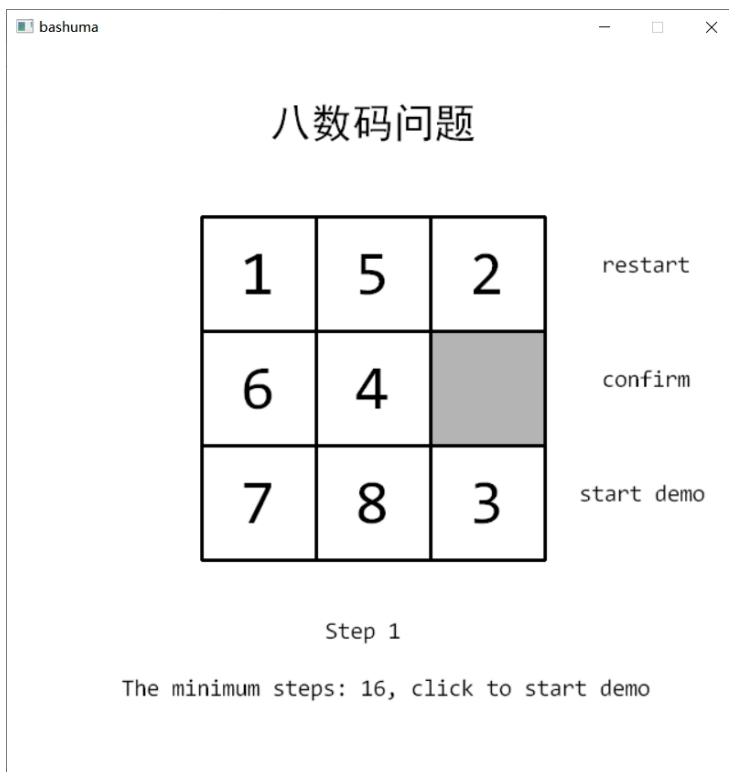 bashuma
八数码问题
1 5 2
restart
6 4
confirm
7 8 3
start demo
Step 1
The minimum steps: 16, click to start demo